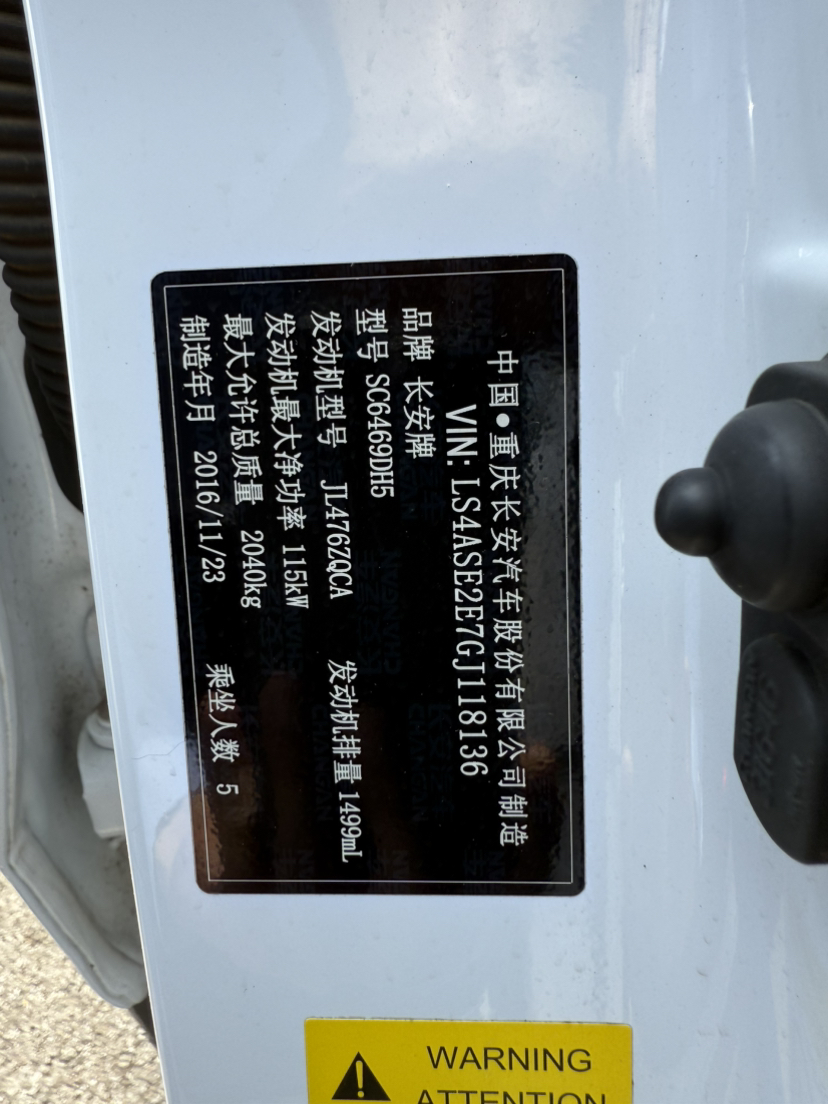 中国●重庆长安汽车股份有限公司制造
VIN: LS4ASE2E7GJ118136
品牌 长安牌
型号 SC6469DH5
发动机型号 JL476ZQCA 发动机排量 1499mL
发动机最大净功率 115kW
最大允许总质量 2040kg
制造年月 2016/11/23 乘坐人数 5
WARNING
ATTENTION